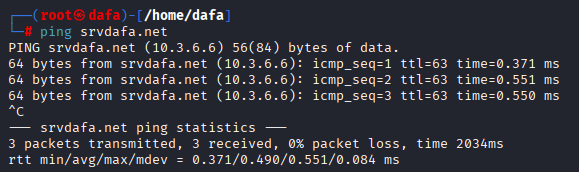 ┌──(root㉿dafa)-[/home/dafa]
└─# ping srvdafa.net
PING srvdafa.net (10.3.6.6) 56(84) bytes of data.
64 bytes from srvdafa.net (10.3.6.6): icmp_seq=1 ttl=63 time=0.371 ms
64 bytes from srvdafa.net (10.3.6.6): icmp_seq=2 ttl=63 time=0.551 ms
64 bytes from srvdafa.net (10.3.6.6): icmp_seq=3 ttl=63 time=0.550 ms
^C
--- srvdafa.net ping statistics ---
3 packets transmitted, 3 received, 0% packet loss, time 2034ms
rtt min/avg/max/mdev = 0.371/0.490/0.551/0.084 ms